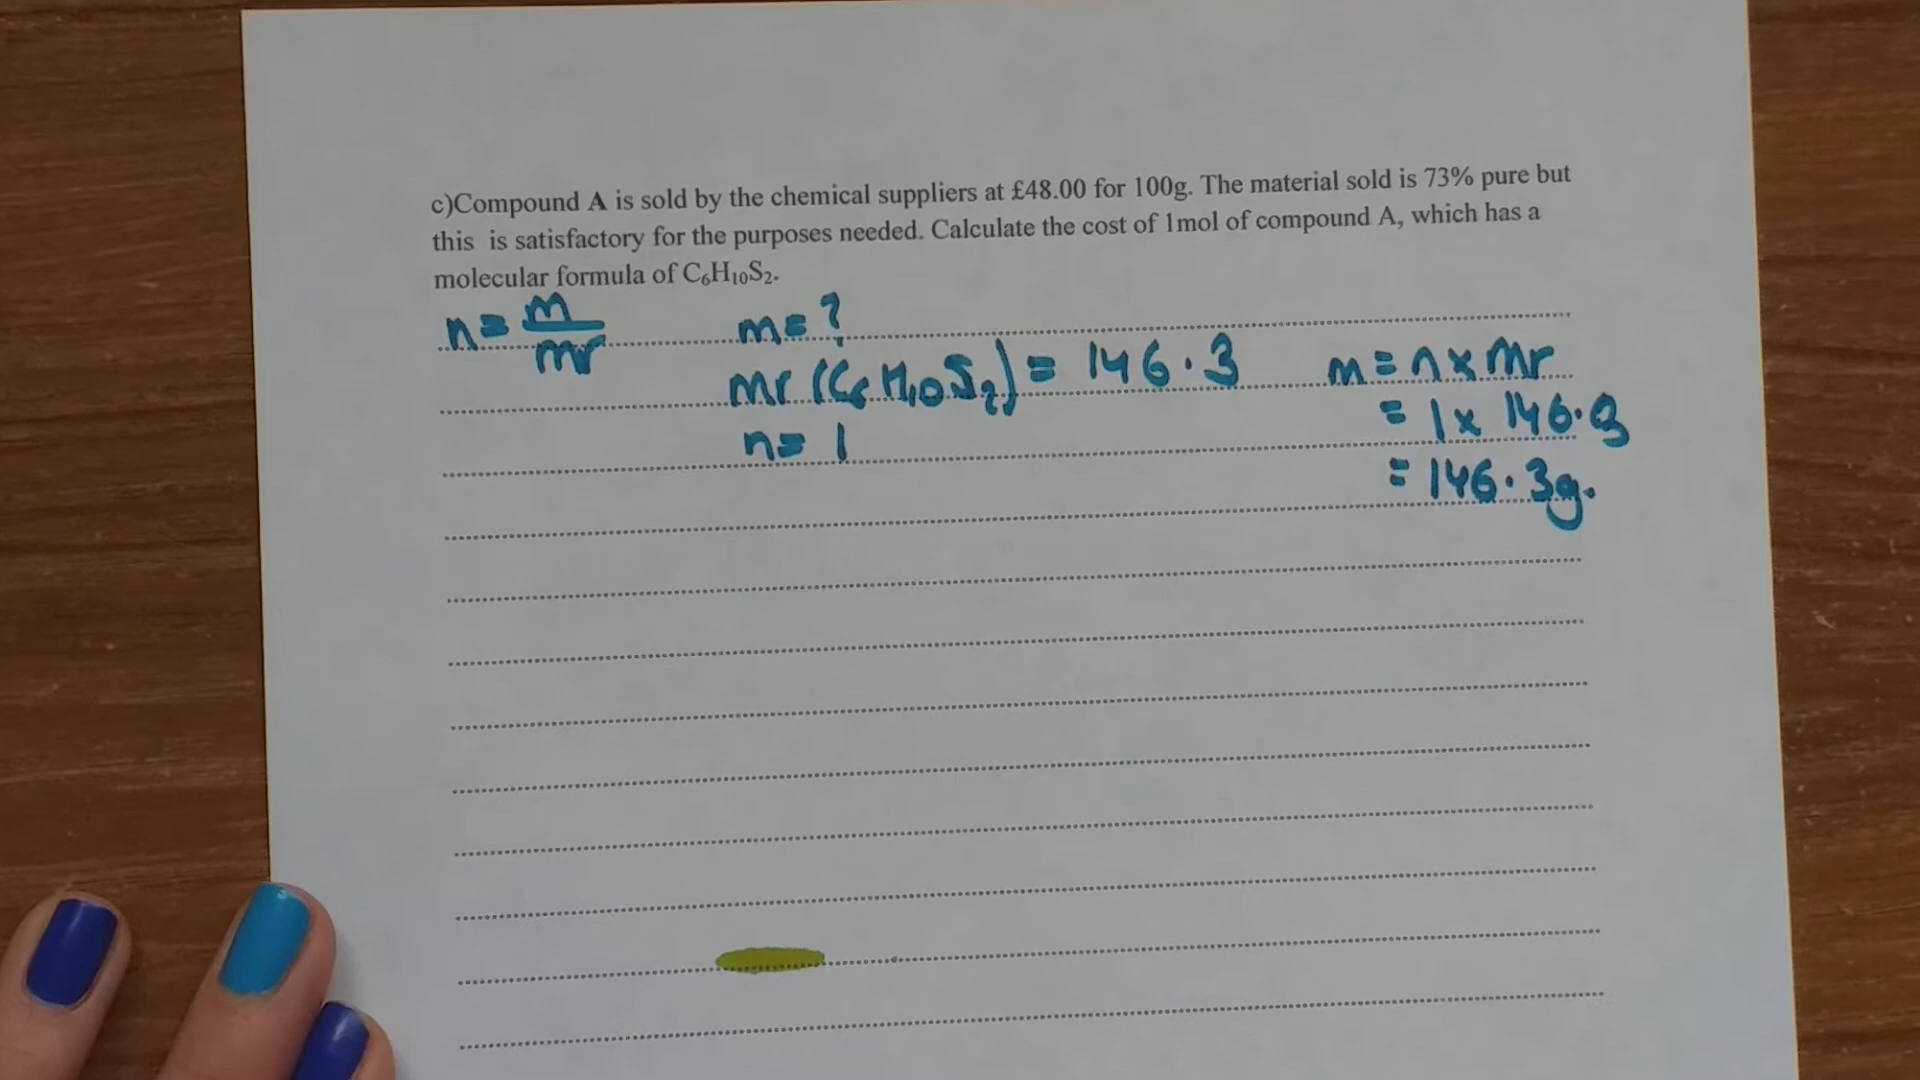 c)Compound A is sold by the chemical suppliers at £48.00 for 100g. The material sold is 73% pure but
this is satisfactory for the purposes needed. Calculate the cost of 1mol of compound A, which has a
molecular formula of C₆H₁₀S₂.
n = m/mr
m = ?
mr (C₆H₁₀S₂) = 146.3
n = 1
m = n x Mr
= 1 x 146.3
= 146.3g.